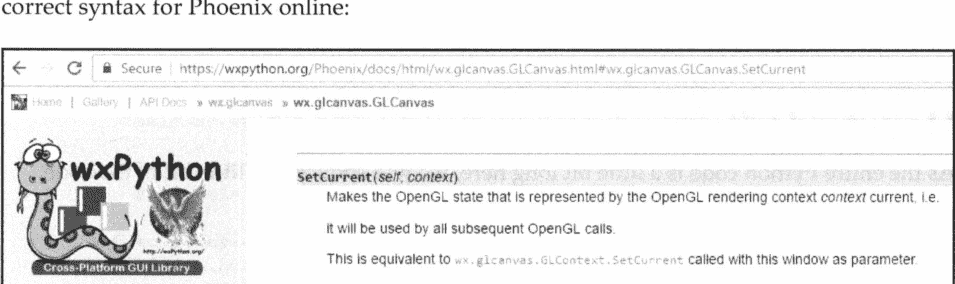 correct syntax for Phoenix online:
← → C Secure | https://wxpython.org/Phoenix/docs/html/wx.glcanvas.GLCanvas.html#wx.glcanvas.GLCanvas.SetCurrent
Home | Gallery | API Docs » wx.glcanvas » wx.glcanvas.GLCanvas
wxPython
http://wxPython.org/
Cross-Platform GUI Library
SetCurrent(self, context)
Makes the OpenGL state that is represented by the OpenGL rendering context context current, i.e.
it will be used by all subsequent OpenGL calls.
This is equivalent to wx.glcanvas.GLContext.SetCurrent called with this window as parameter.